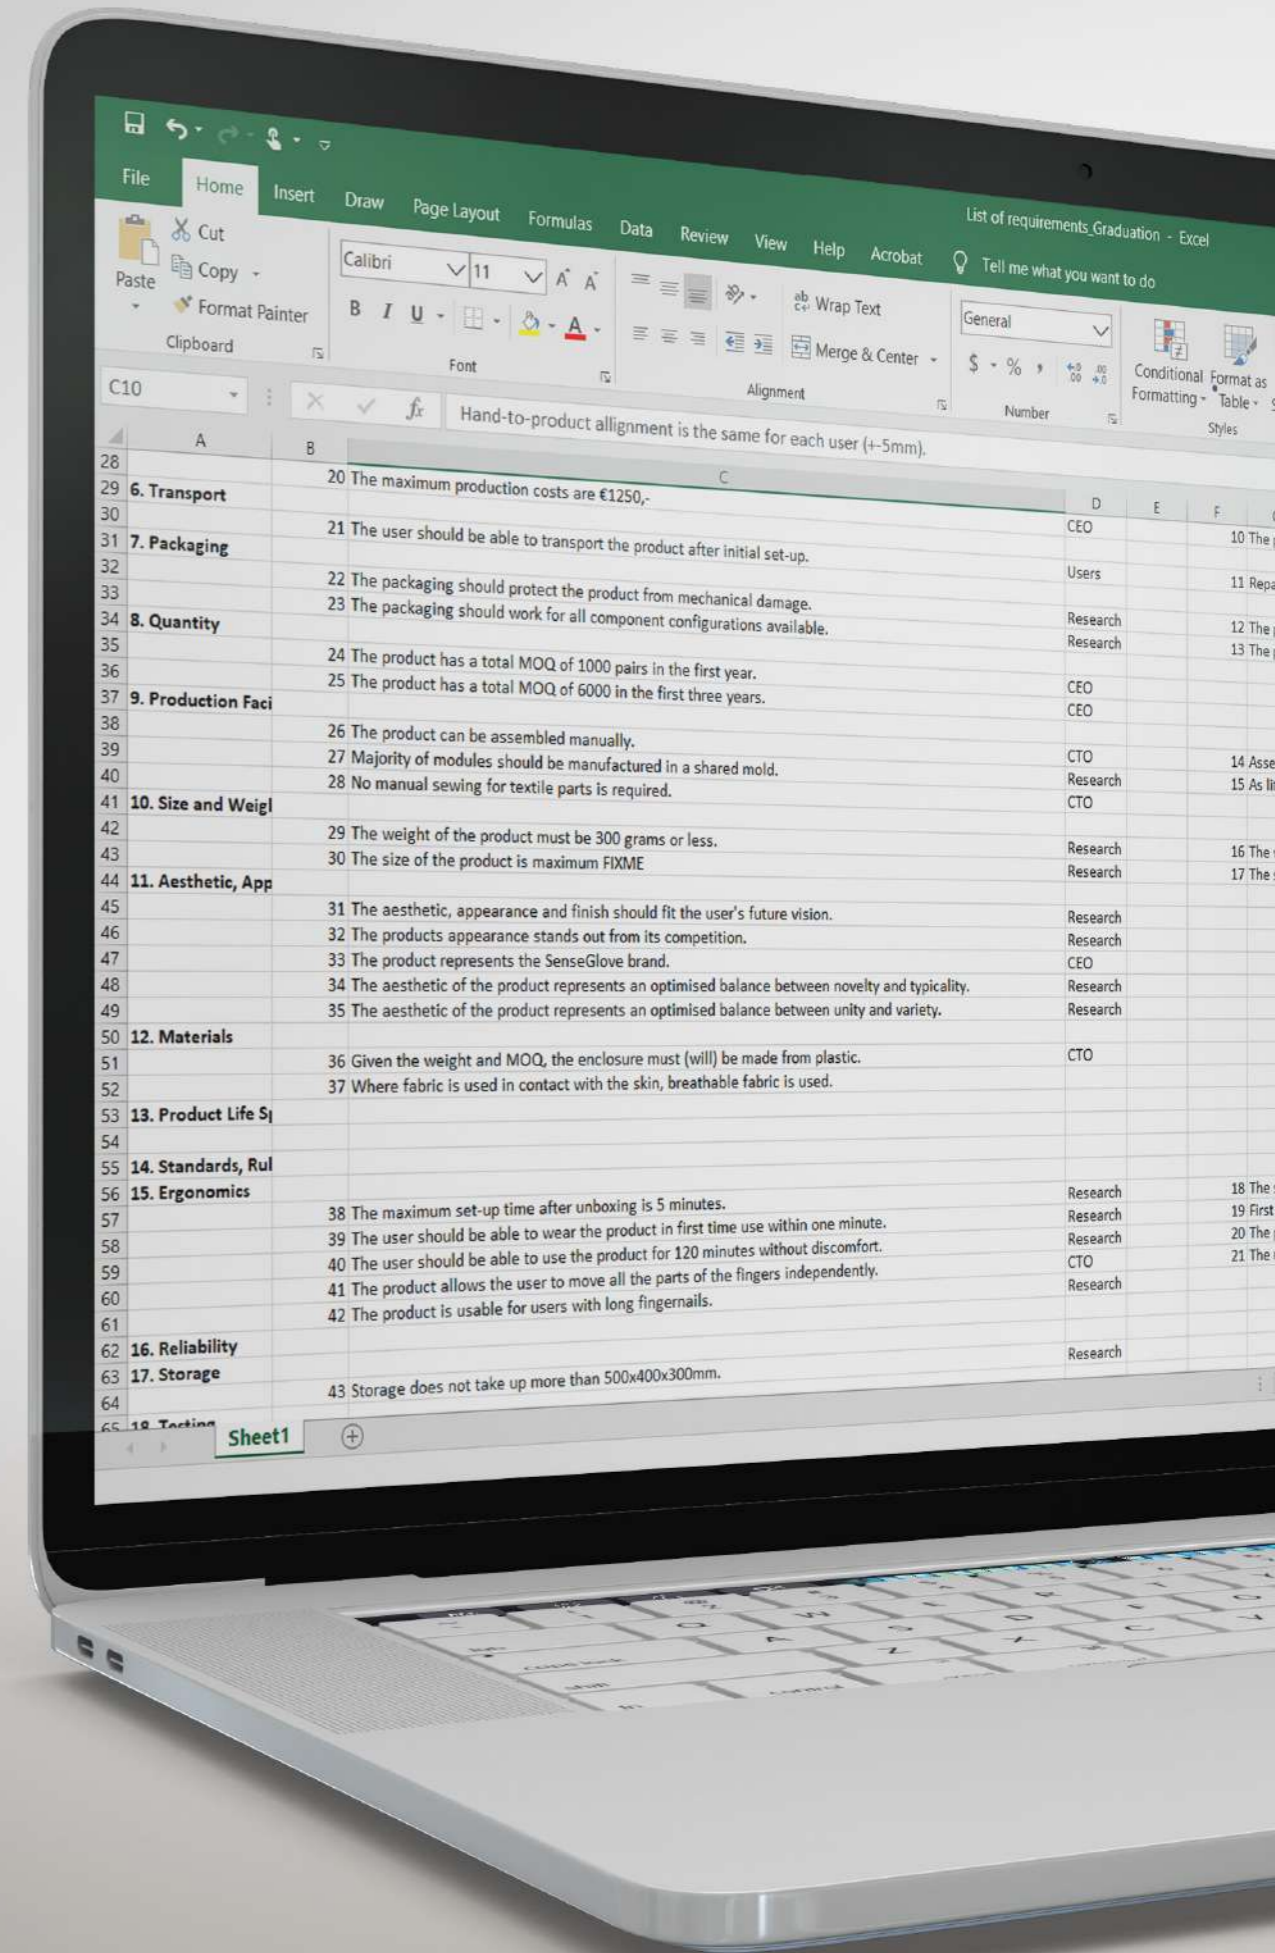 List of requirements_Graduation - Excel
File Home Insert Draw Page Layout Formulas Data Review View Help Acrobat Tell me what you want to do
Cut
Copy
Format Painter
Paste
Clipboard
Calibri 11
B I U
Font
Wrap Text
Merge & Center
Alignment
General
$ %
Number
Conditional Formatting
Format as Table
Styles
C10 fx Hand-to-product allignment is the same for each user (+-5mm).
A B C D E F
28 20 The maximum production costs are €1250,- CEO 10 The
29 6. Transport
30 21 The user should be able to transport the product after initial set-up. Users 11 Repa
31 7. Packaging
32 22 The packaging should protect the product from mechanical damage. Research 12 The
33 23 The packaging should work for all component configurations available. Research 13 The
34 8. Quantity
35 24 The product has a total MOQ of 1000 pairs in the first year. CEO
36 25 The product has a total MOQ of 6000 in the first three years. CEO
37 9. Production Faci
38 26 The product can be assembled manually. CTO 14 Asse
39 27 Majority of modules should be manufactured in a shared mold. Research 15 As li
40 28 No manual sewing for textile parts is required. CTO
41 10. Size and Weigl
42 29 The weight of the product must be 300 grams or less. Research 16 The
43 30 The size of the product is maximum FIXME Research 17 The
44 11. Aesthetic, App
45 31 The aesthetic, appearance and finish should fit the user's future vision. Research
46 32 The products appearance stands out from its competition. Research
47 33 The product represents the SenseGlove brand. CEO
48 34 The aesthetic of the product represents an optimised balance between novelty and typicality. Research
49 35 The aesthetic of the product represents an optimised balance between unity and variety. Research
50 12. Materials
51 36 Given the weight and MOQ, the enclosure must (will) be made from plastic. CTO
52 37 Where fabric is used in contact with the skin, breathable fabric is used.
53 13. Product Life Sp
54
55 14. Standards, Rul
56 15. Ergonomics
57 38 The maximum set-up time after unboxing is 5 minutes. Research 18 The
58 39 The user should be able to wear the product in first time use within one minute. Research 19 First
59 40 The user should be able to use the product for 120 minutes without discomfort. Research 20 The
60 41 The product allows the user to move all the parts of the fingers independently. CTO 21 The
61 42 The product is usable for users with long fingernails. Research
62 16. Reliability
63 17. Storage
64 43 Storage does not take up more than 500x400x300mm. Research
65 18. Testing
Sheet1